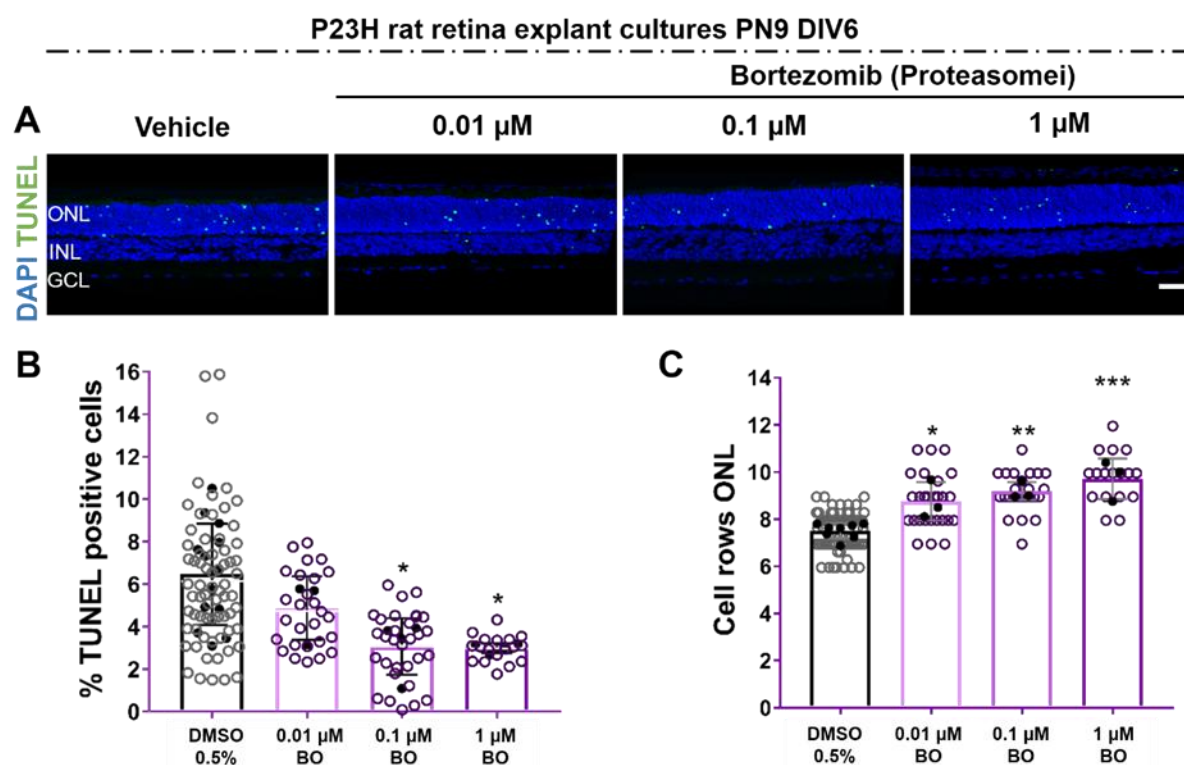 P23H rat retina explant cultures PN9 DIV6
Bortezomib (Proteasomei)
A
Vehicle
0.01 µM
0.1 µM
1 µM
DAPI TUNEL
ONL
INL
GCL
B
% TUNEL positive cells
16
14
12
10
8
6
4
2
0
*
*
DMSO
0.5%
0.01 µM
BO
0.1 µM
BO
1 µM
BO
C
Cell rows ONL
14
12
10
8
6
4
2
0
*
**
***
DMSO
0.5%
0.01 µM
BO
0.1 µM
BO
1 µM
BO